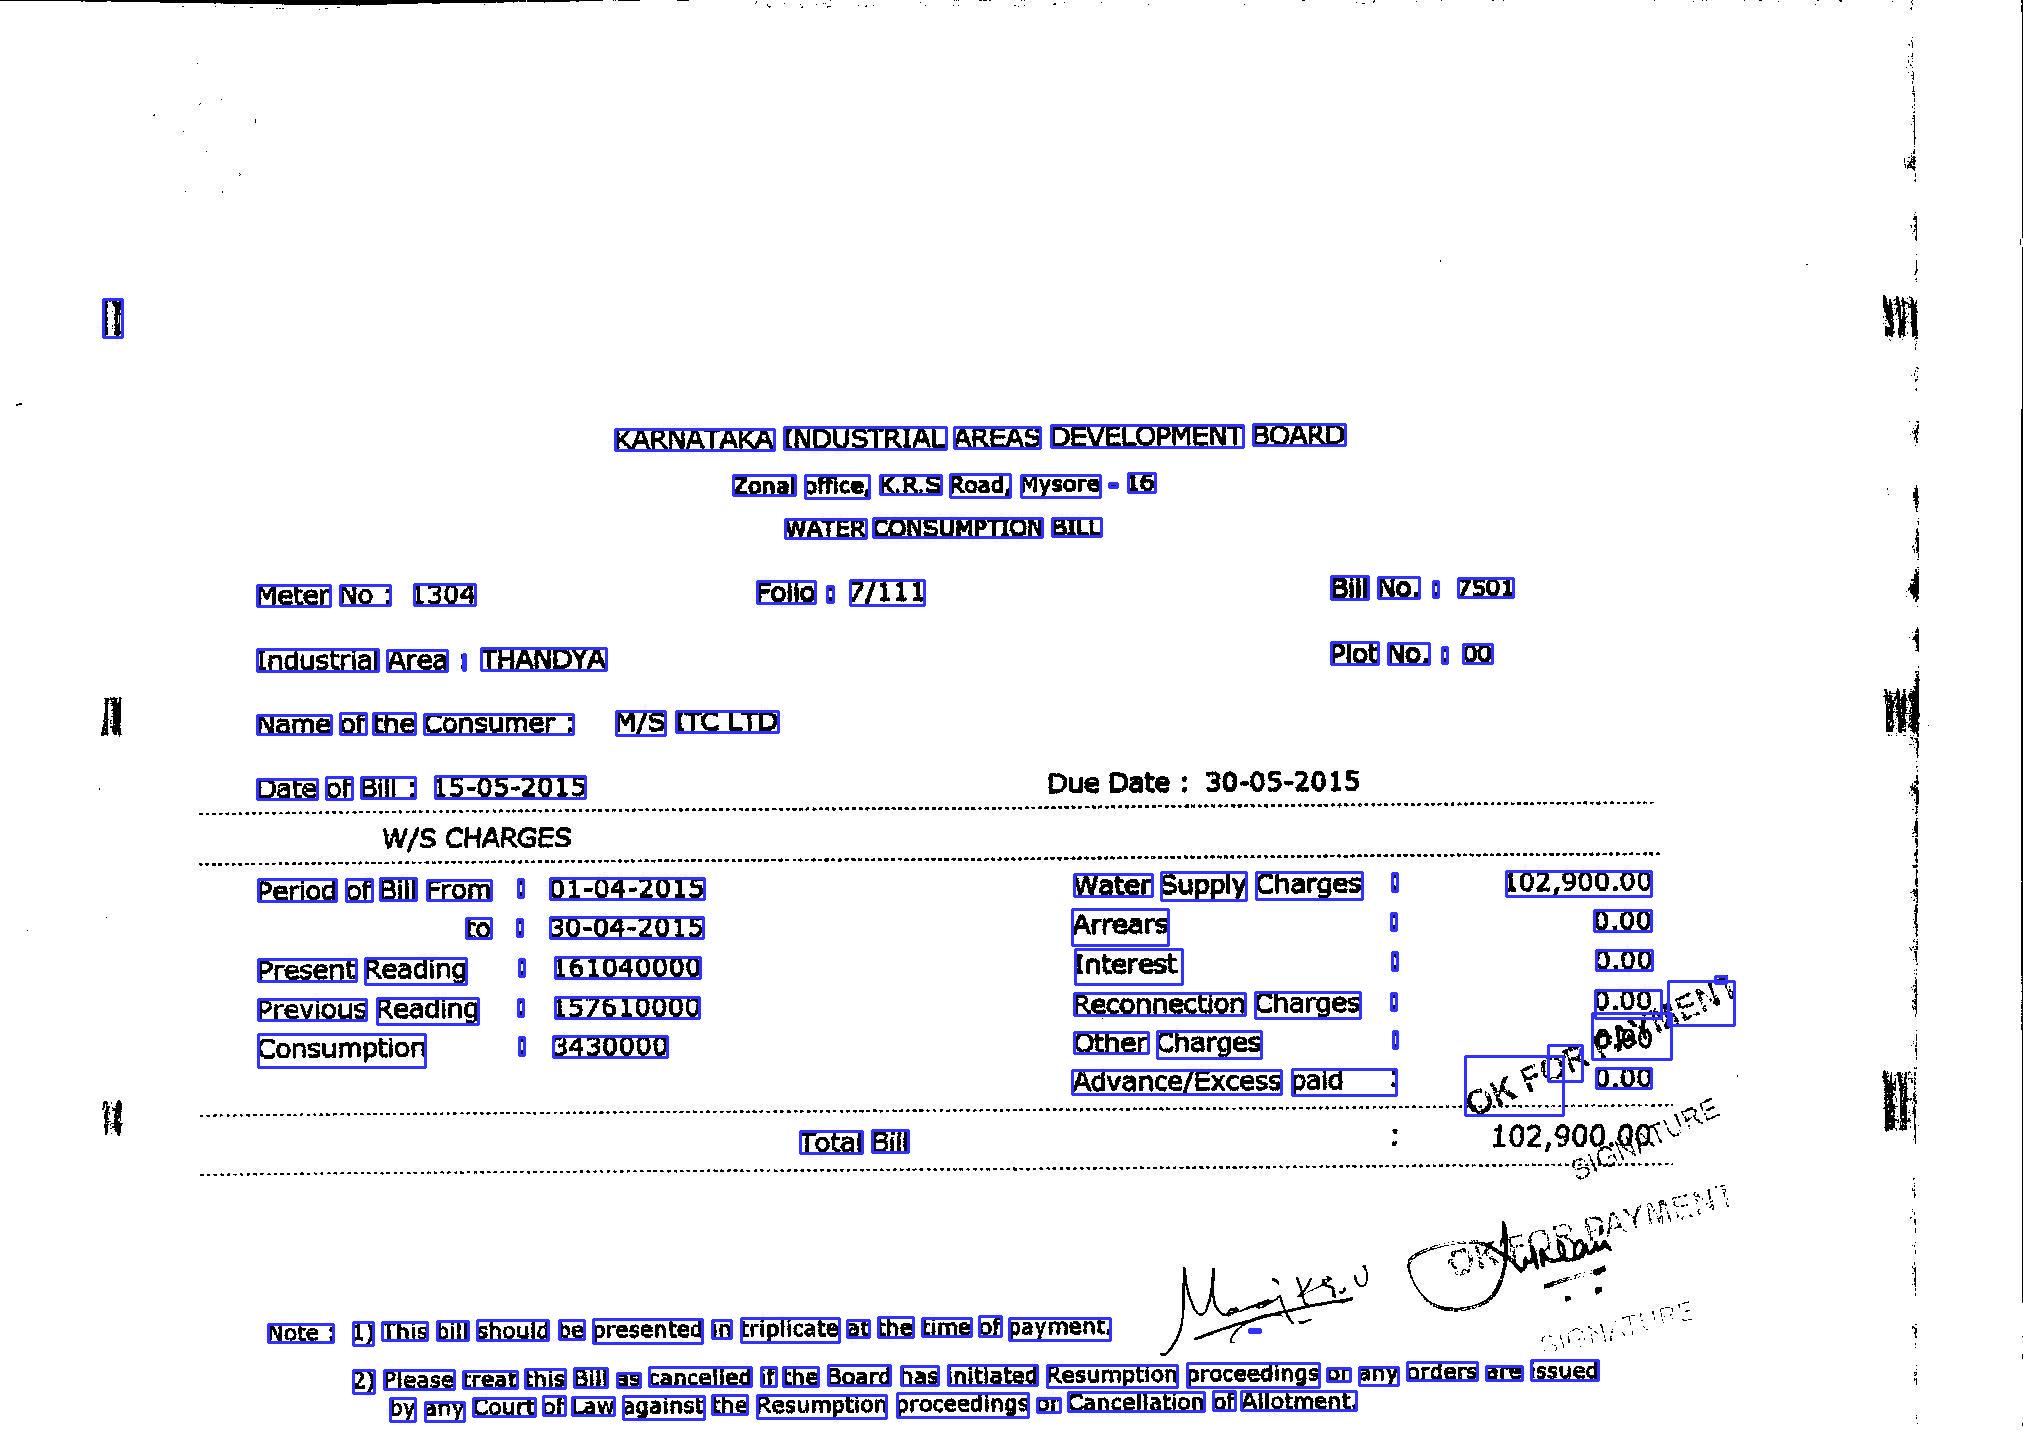 KARNATAKA INDUSTRIAL AREAS DEVELOPMENT BOARD
Zonal office, K.R.S Road, Mysore - 16
WATER CONSUMPTION BILL
Meter No : 1304 Folio : 7/111 Bill No. : 7501
Industrial Area : THANDYA Plot No. : 00
Name of the Consumer : M/S ITC LTD
Date of Bill : 15-05-2015 Due Date : 30-05-2015
W/S CHARGES
Period of Bill From : 01-04-2015 Water Supply Charges : 102,900.00
to : 30-04-2015 Arrears : 0.00
Present Reading : 161040000 Interest : 0.00
Previous Reading : 157610000 Reconnection Charges : 0.00
Consumption : 3430000 Other Charges : 0.00
Advance/Excess paid : 0.00
OK FOR PAYMENT
Total Bill : 102,900.00
SIGNATURE
OK FOR PAYMENT
SIGNATURE
Note : 1) This bill should be presented in triplicate at the time of payment.
2) Please treat this Bill as cancelled if the Board has initiated Resumption proceedings or any orders are issued
by any Court of Law against the Resumption proceedings or Cancellation of Allotment.